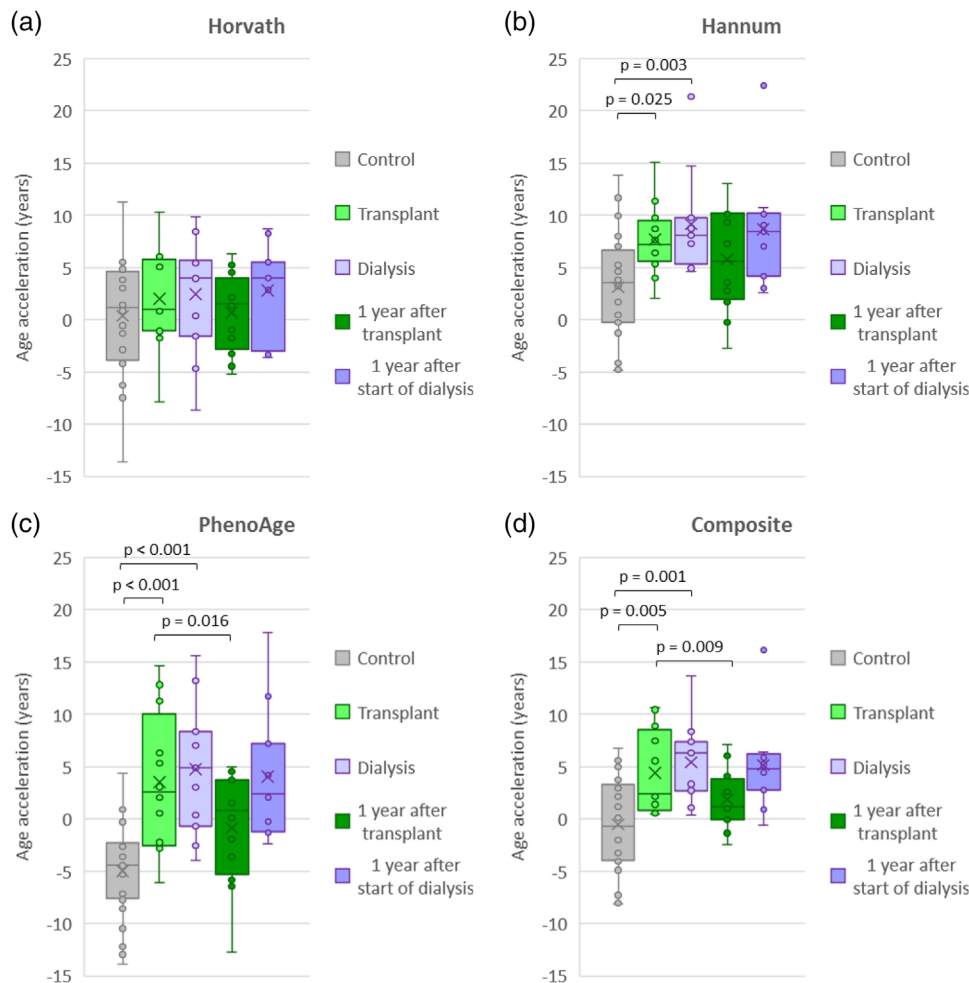 (a)
Horvath
25
20
15
10
5
0
-5
-10
-15
Age acceleration (years)
Control
Transplant
Dialysis
1 year after
transplant
1 year after
start of dialysis
(b)
Hannum
25
20
15
10
5
0
-5
-10
-15
Age acceleration (years)
p = 0.003
p = 0.025
Control
Transplant
Dialysis
1 year after
transplant
1 year after
start of dialysis
(c)
PhenoAge
25
20
15
10
5
0
-5
-10
-15
Age acceleration (years)
p < 0.001
p < 0.001
p = 0.016
Control
Transplant
Dialysis
1 year after
transplant
1 year after
start of dialysis
(d)
Composite
25
20
15
10
5
0
-5
-10
-15
Age acceleration (years)
p = 0.001
p = 0.005
p = 0.009
Control
Transplant
Dialysis
1 year after
transplant
1 year after
start of dialysis